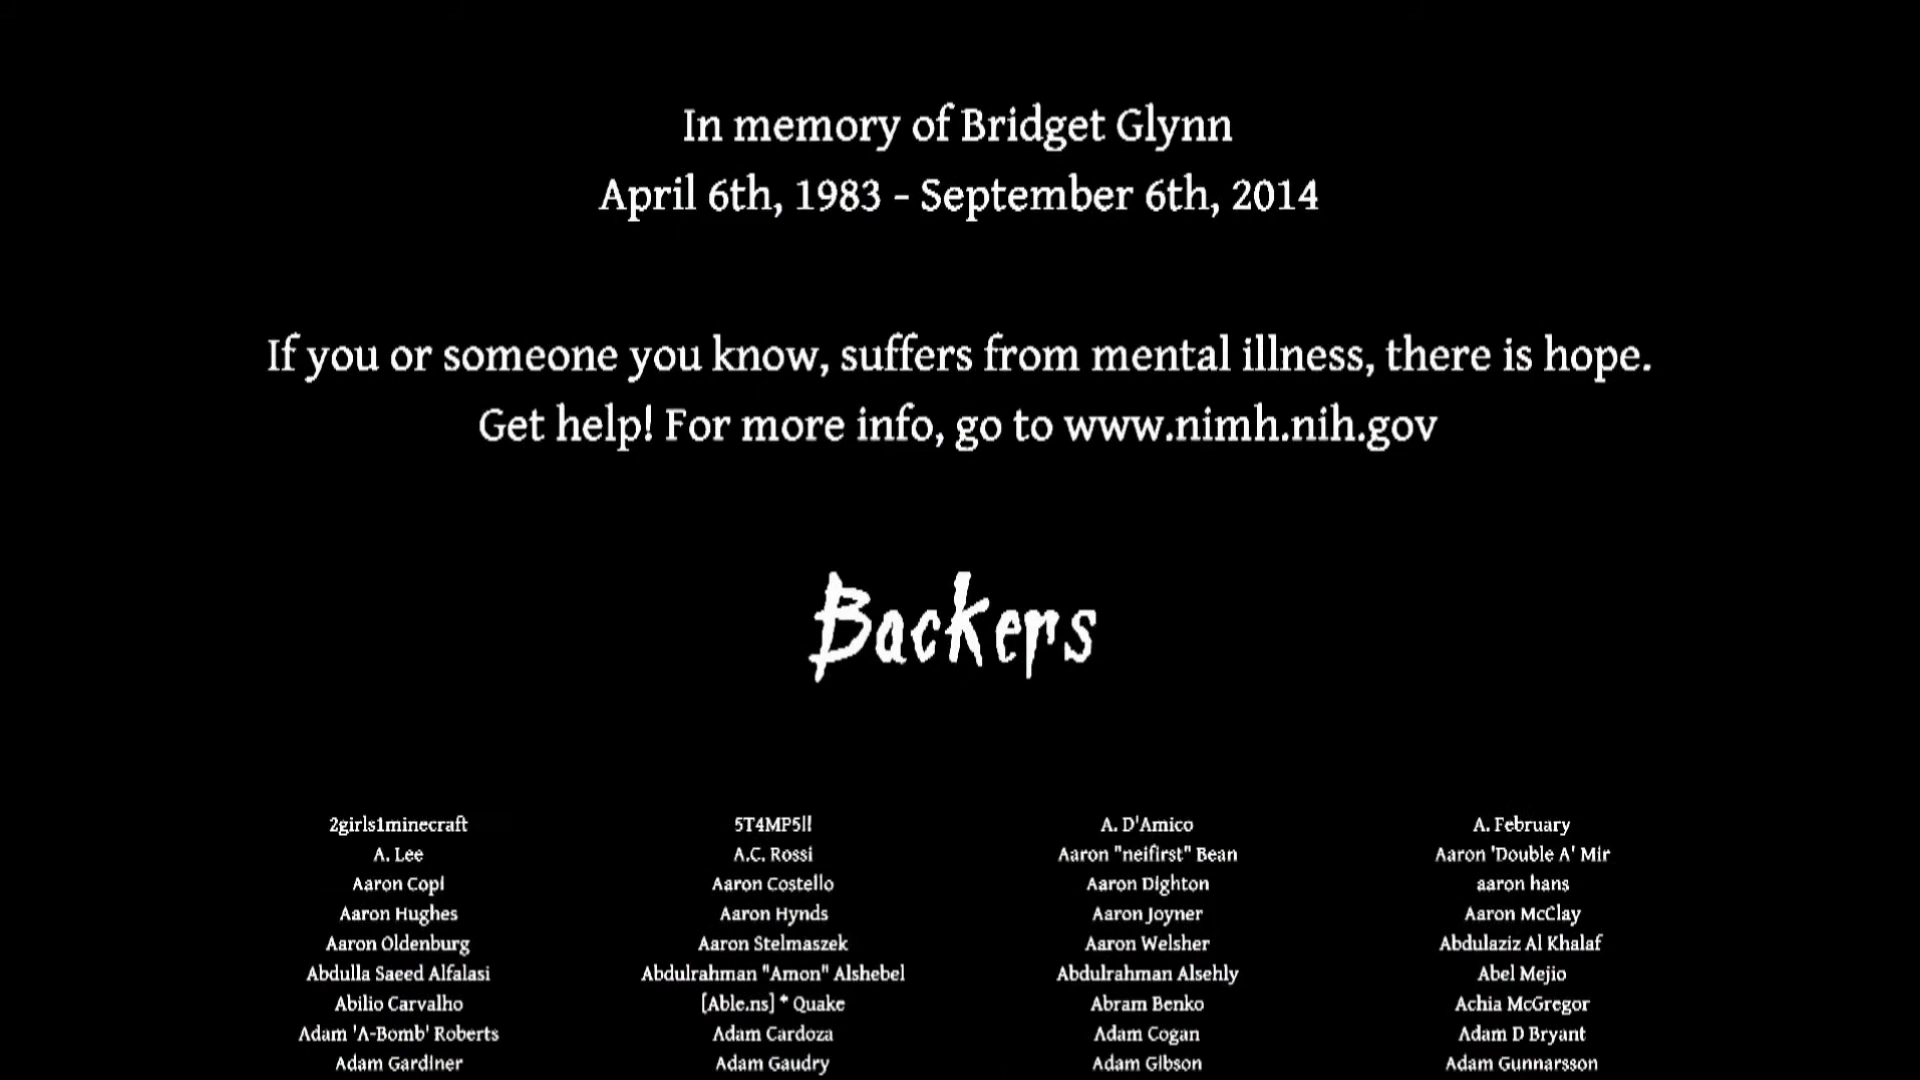 In memory of Bridget Glynn
April 6th, 1983 - September 6th, 2014
If you or someone you know, suffers from mental illness, there is hope.
Get help! For more info, go to www.nimh.nih.gov
Backers
2girls1minecraft 5T4MP5!! A. D'Amico A. February
A. Lee A.C. Rossi Aaron "neifirst" Bean Aaron 'Double A' Mir
Aaron Copi Aaron Costello Aaron Dighton aaron hans
Aaron Hughes Aaron Hynds Aaron Joyner Aaron McClay
Aaron Oldenburg Aaron Stelmaszek Aaron Welsher Abdulaziz Al Khalaf
Abdulla Saeed Alfalasi Abdulrahman "Amon" Alshebel Abdulrahman Alsehly Abel Mejio
Abilio Carvalho [Able.ns] * Quake Abram Benko Achia McGregor
Adam 'A-Bomb' Roberts Adam Cardoza Adam Cogan Adam D Bryant
Adam Gardiner Adam Gaudry Adam Gibson Adam Gunnarsson